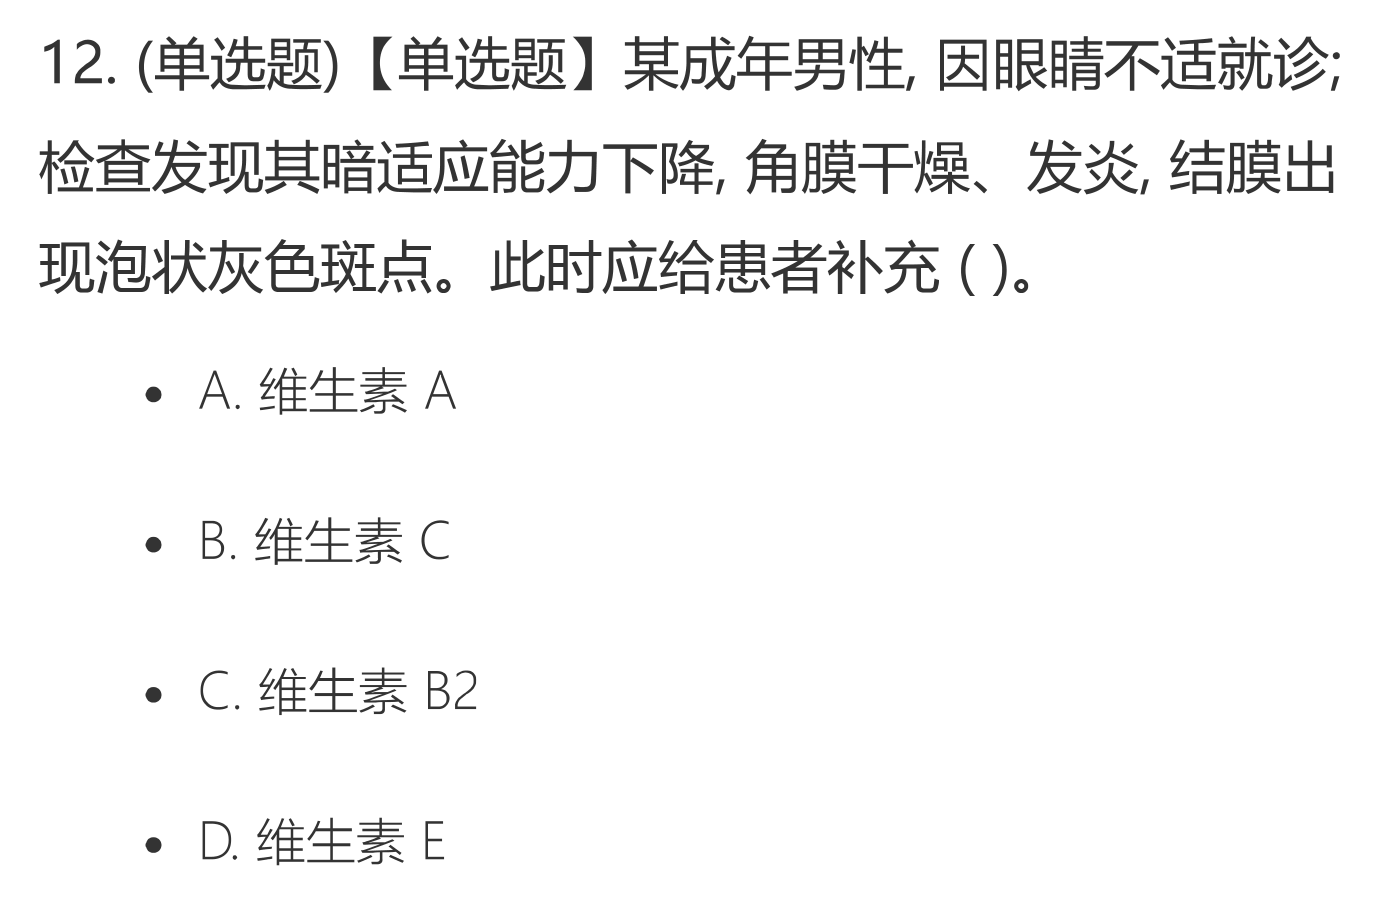 12. (单选题)【单选题】某成年男性, 因眼睛不适就诊;
检查发现其暗适应能力下降, 角膜干燥、发炎, 结膜出
现泡状灰色斑点。此时应给患者补充 ( )。
• A. 维生素 A
• B. 维生素 C
• C. 维生素 B2
• D. 维生素 E